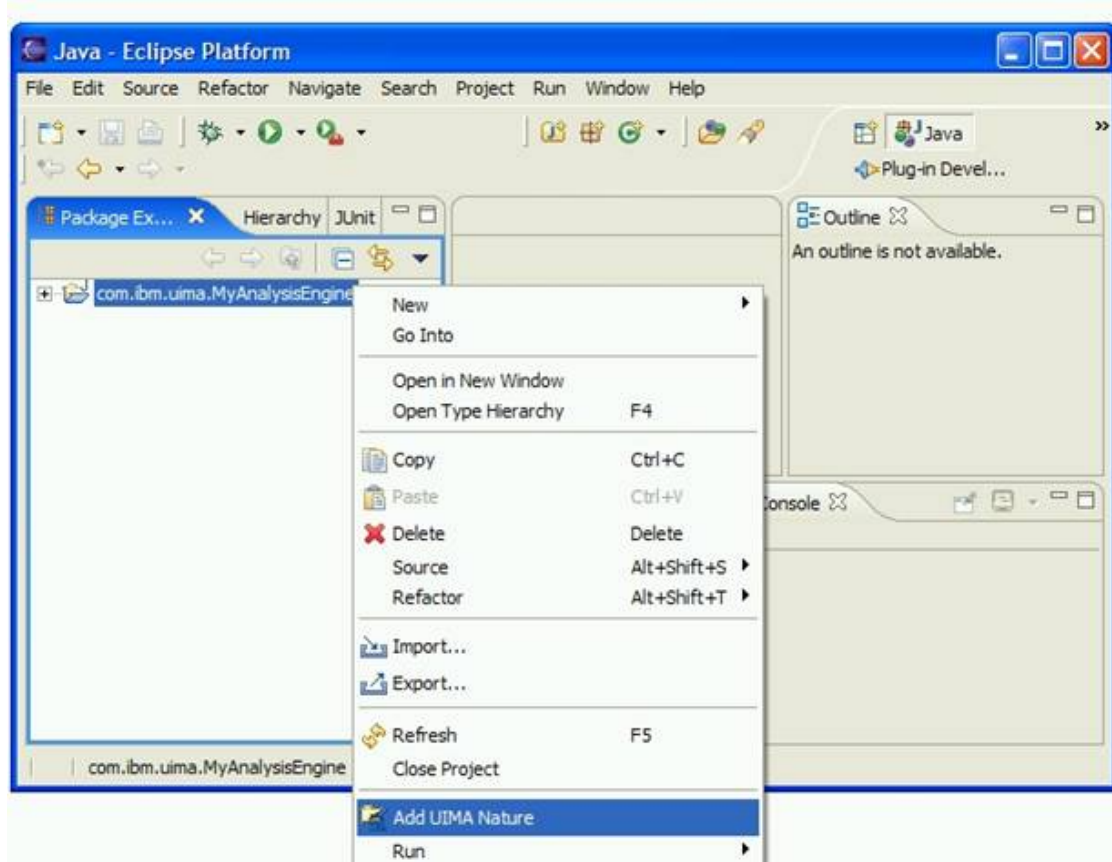 Java - Eclipse Platform
File Edit Source Refactor Navigate Search Project Run Window Help
Java »
Plug-in Devel...
Package Ex... Hierarchy JUnit
Outline
An outline is not available.
com.ibm.uima.MyAnalysisEngine
New
Go Into
Open in New Window
Open Type Hierarchy F4
Copy Ctrl+C
Paste Ctrl+V
Console
Delete Delete
Source Alt+Shift+S
Refactor Alt+Shift+T
Import...
Export...
Refresh F5
com.ibm.uima.MyAnalysisEngine
Close Project
Add UIMA Nature
Run